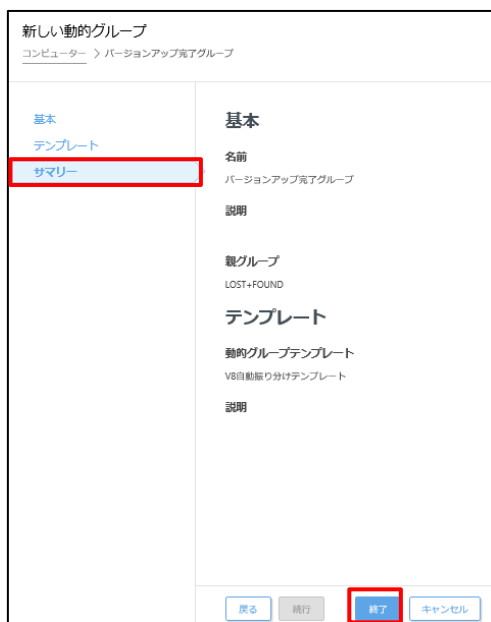 新しい動的グループ
コンピューター > バージョンアップ完了グループ
基本
テンプレート
サマリー
基本
名前
バージョンアップ完了グループ
説明
親グループ
LOST+FOUND
テンプレート
動的グループテンプレート
V8自動振り分けテンプレート
説明
戻る 続行 終了 キャンセル